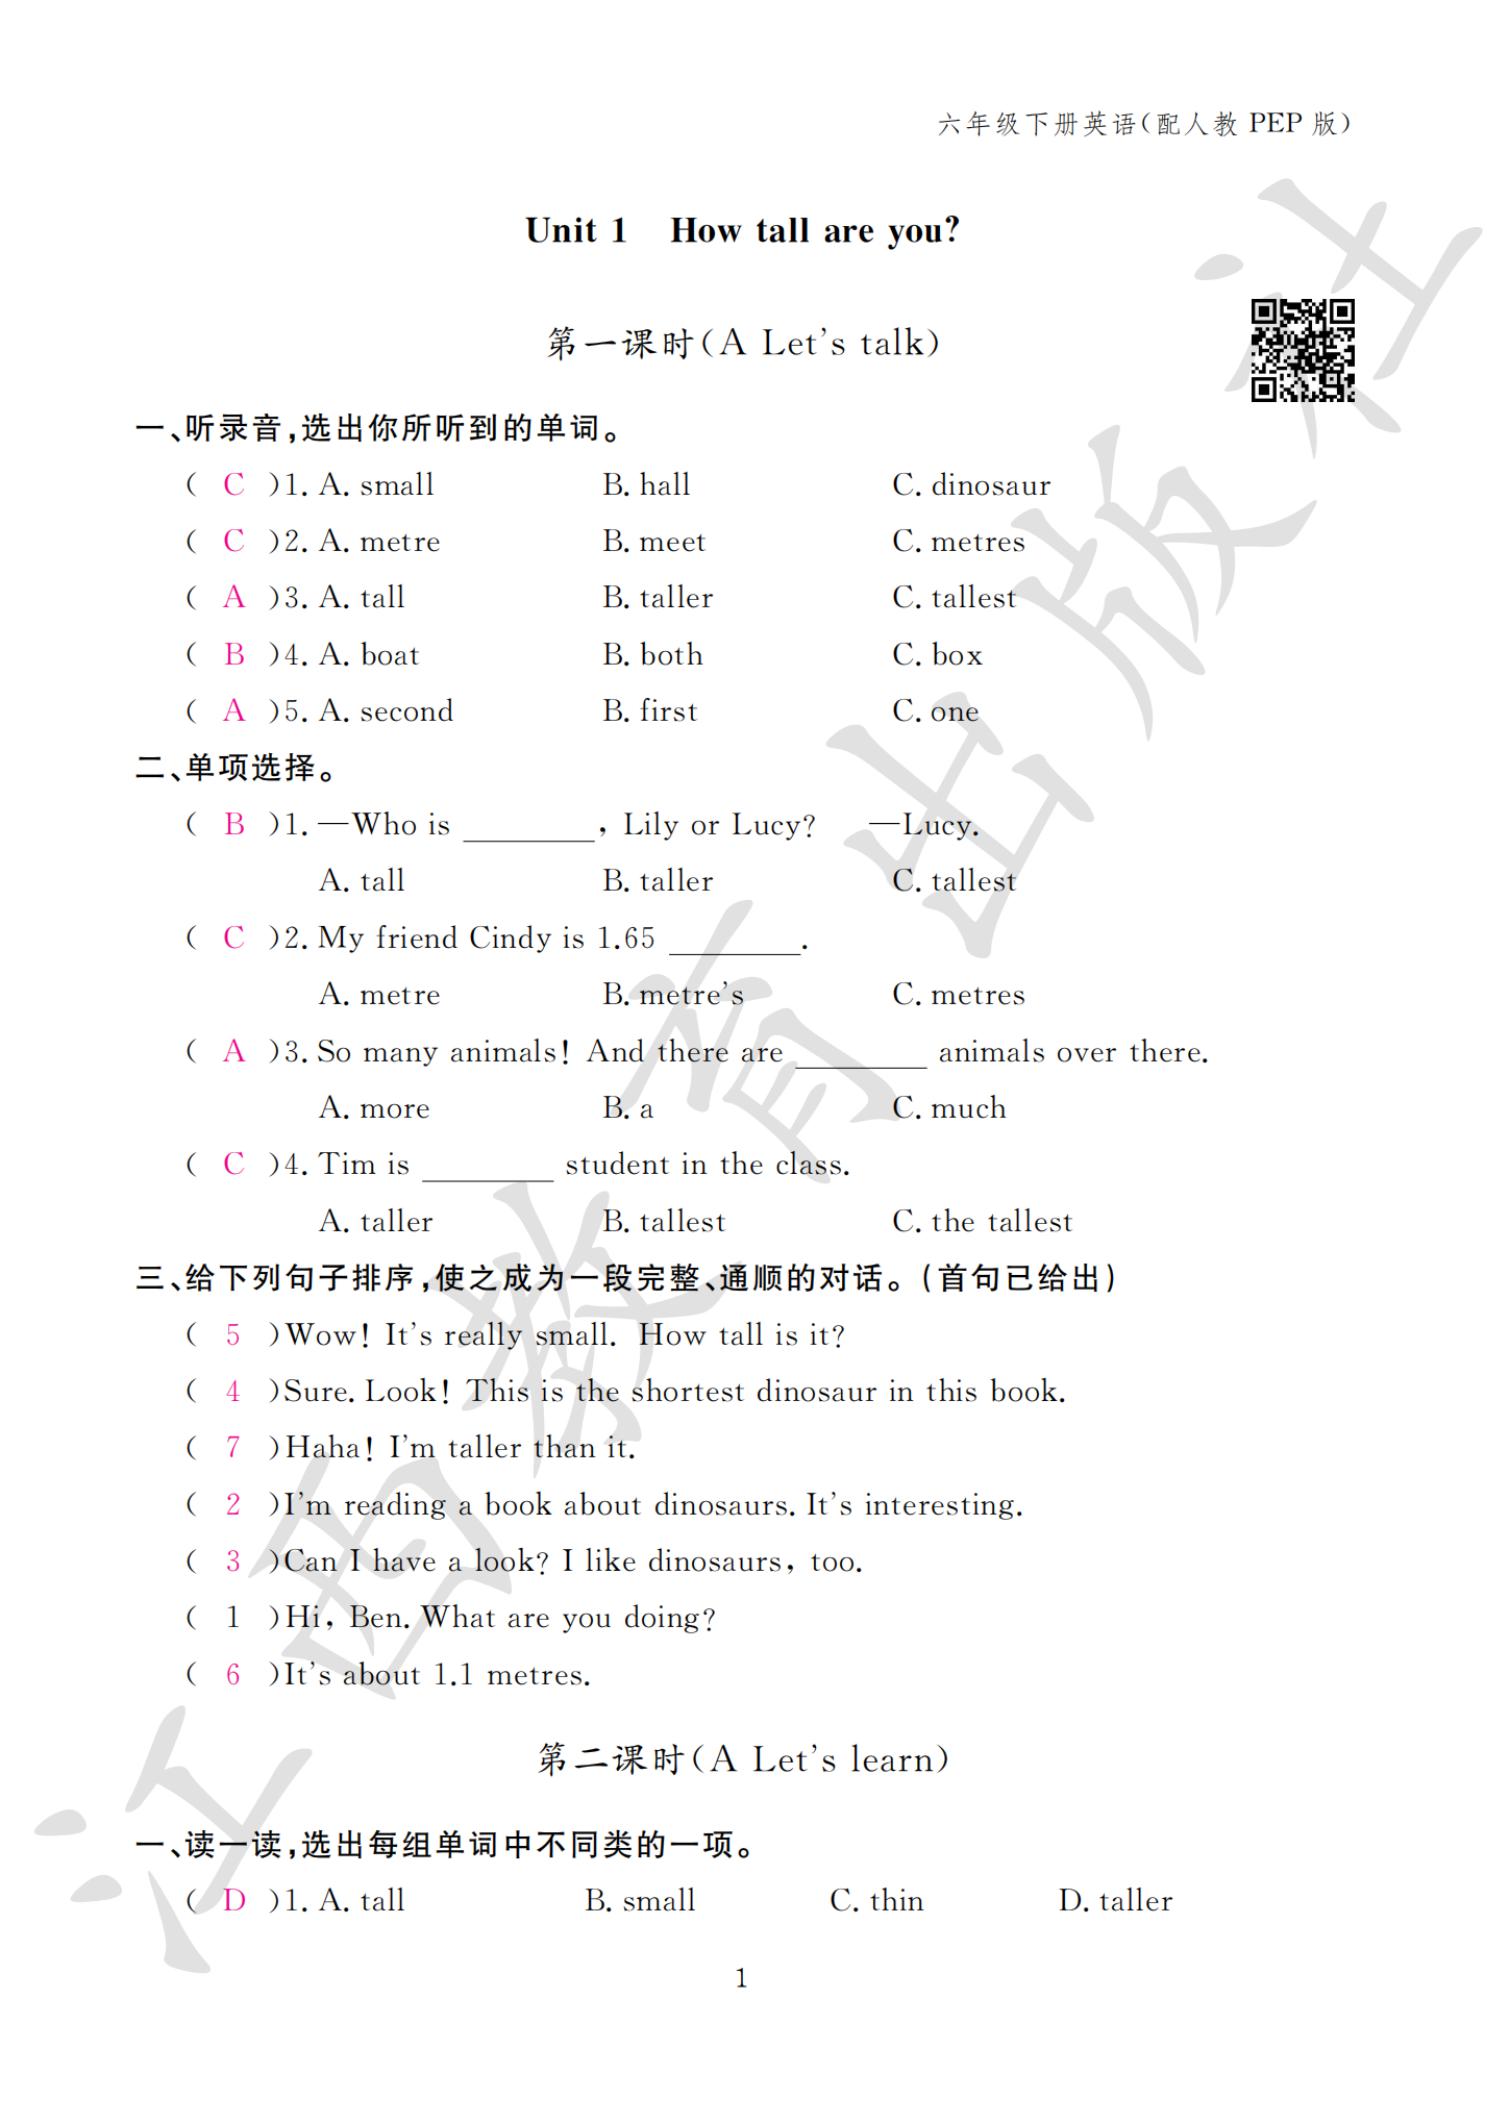 六年级下册英语(配人教 PEP 版)
Unit 1 How tall are you?
第一课时(A Let's talk)
一、听录音,选出你所听到的单词。
( C )1. A. small B. hall C. dinosaur
( C )2. A. metre B. meet C. metres
( A )3. A. tall B. taller C. tallest
( B )4. A. boat B. both C. box
( A )5. A. second B. first C. one
二、单项选择。
( B )1. —Who is ________, Lily or Lucy? —Lucy.
A. tall B. taller C. tallest
( C )2. My friend Cindy is 1.65 ________.
A. metre B. metre's C. metres
( A )3. So many animals! And there are ________ animals over there.
A. more B. a C. much
( C )4. Tim is ________ student in the class.
A. taller B. tallest C. the tallest
三、给下列句子排序,使之成为一段完整、通顺的对话。(首句已给出)
( 5 )Wow! It's really small. How tall is it?
( 4 )Sure. Look! This is the shortest dinosaur in this book.
( 7 )Haha! I'm taller than it.
( 2 )I'm reading a book about dinosaurs. It's interesting.
( 3 )Can I have a look? I like dinosaurs, too.
( 1 )Hi, Ben. What are you doing?
( 6 )It's about 1.1 metres.
第二课时(A Let's learn)
一、读一读,选出每组单词中不同类的一项。
( D )1. A. tall B. small C. thin D. taller
1
江西教育出版社